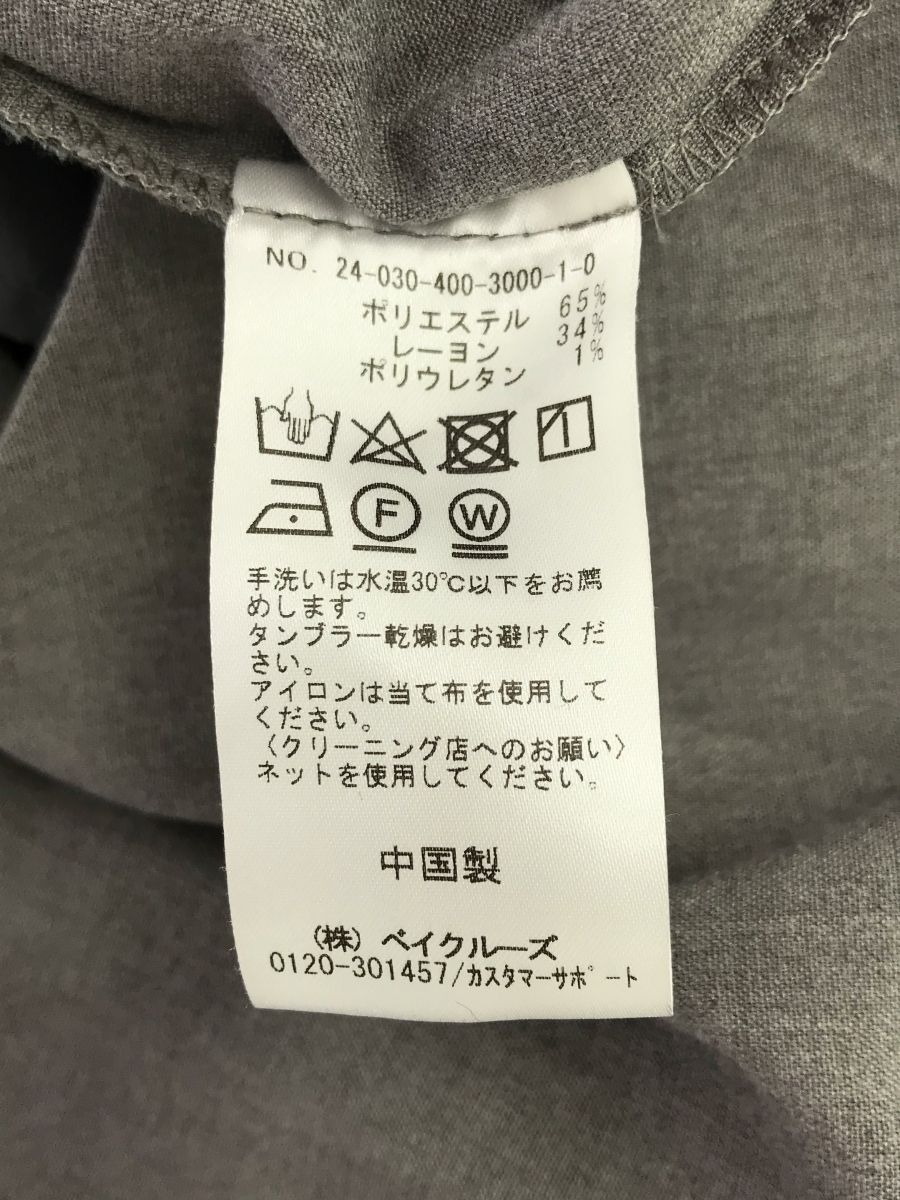 NO. 24-030-400-3000-1-0
ポリエステル 65%
レーヨン 34%
ポリウレタン 1%
F W
手洗いは水温30℃以下をお薦
めします。
タンブラー乾燥はお避けくだ
さい。
アイロンは当て布を使用して
ください。
〈クリーニング店へのお願い〉
ネットを使用してください。
中国製
(株) ベイクルーズ
0120-301457/カスタマーサポート